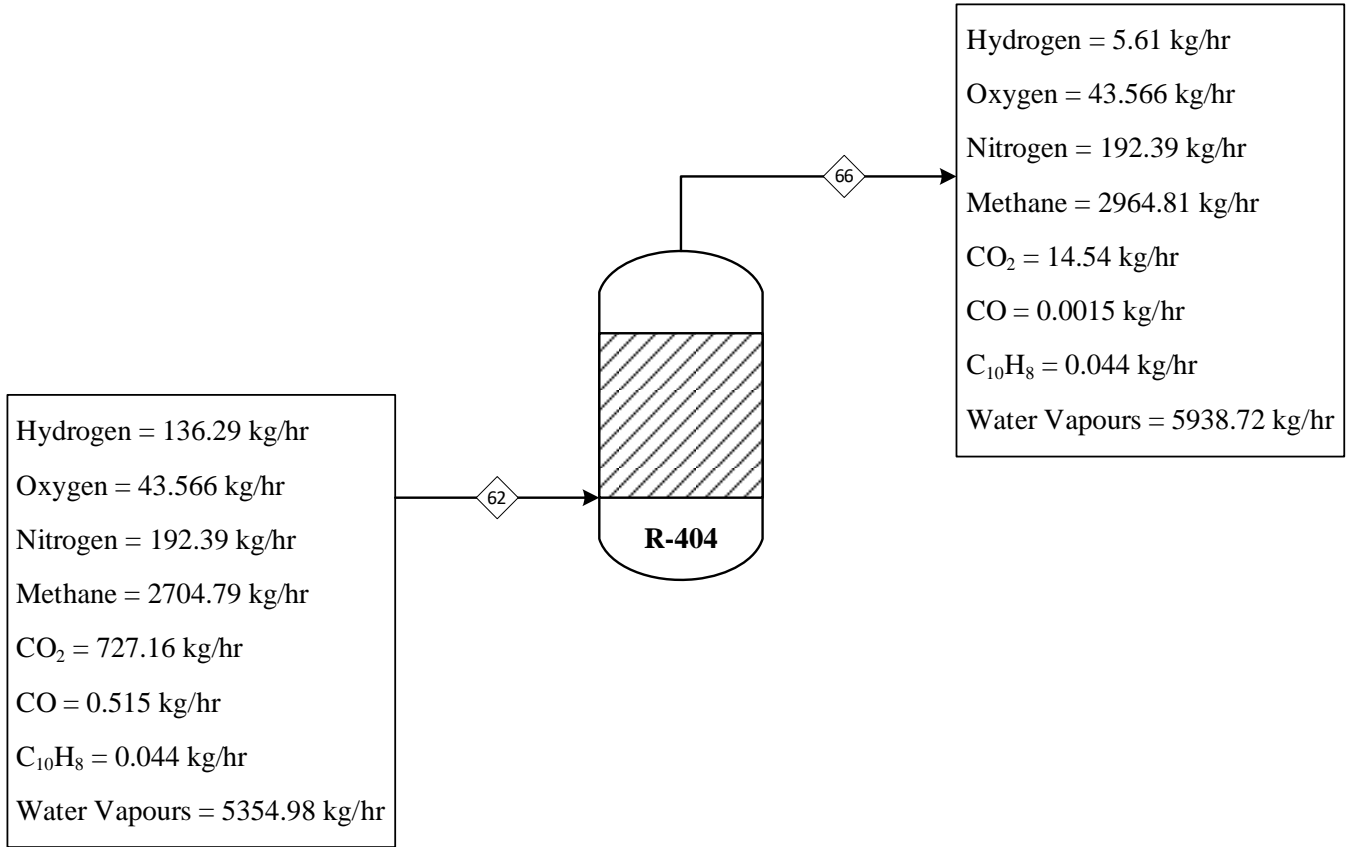 Hydrogen = 5.61 kg/hr
Oxygen = 43.566 kg/hr
Nitrogen = 192.39 kg/hr
Methane = 2964.81 kg/hr
CO₂ = 14.54 kg/hr
CO = 0.0015 kg/hr
C₁₀H₈ = 0.044 kg/hr
Water Vapours = 5938.72 kg/hr
66
Hydrogen = 136.29 kg/hr
Oxygen = 43.566 kg/hr
Nitrogen = 192.39 kg/hr
Methane = 2704.79 kg/hr
CO₂ = 727.16 kg/hr
CO = 0.515 kg/hr
C₁₀H₈ = 0.044 kg/hr
Water Vapours = 5354.98 kg/hr
62
R-404